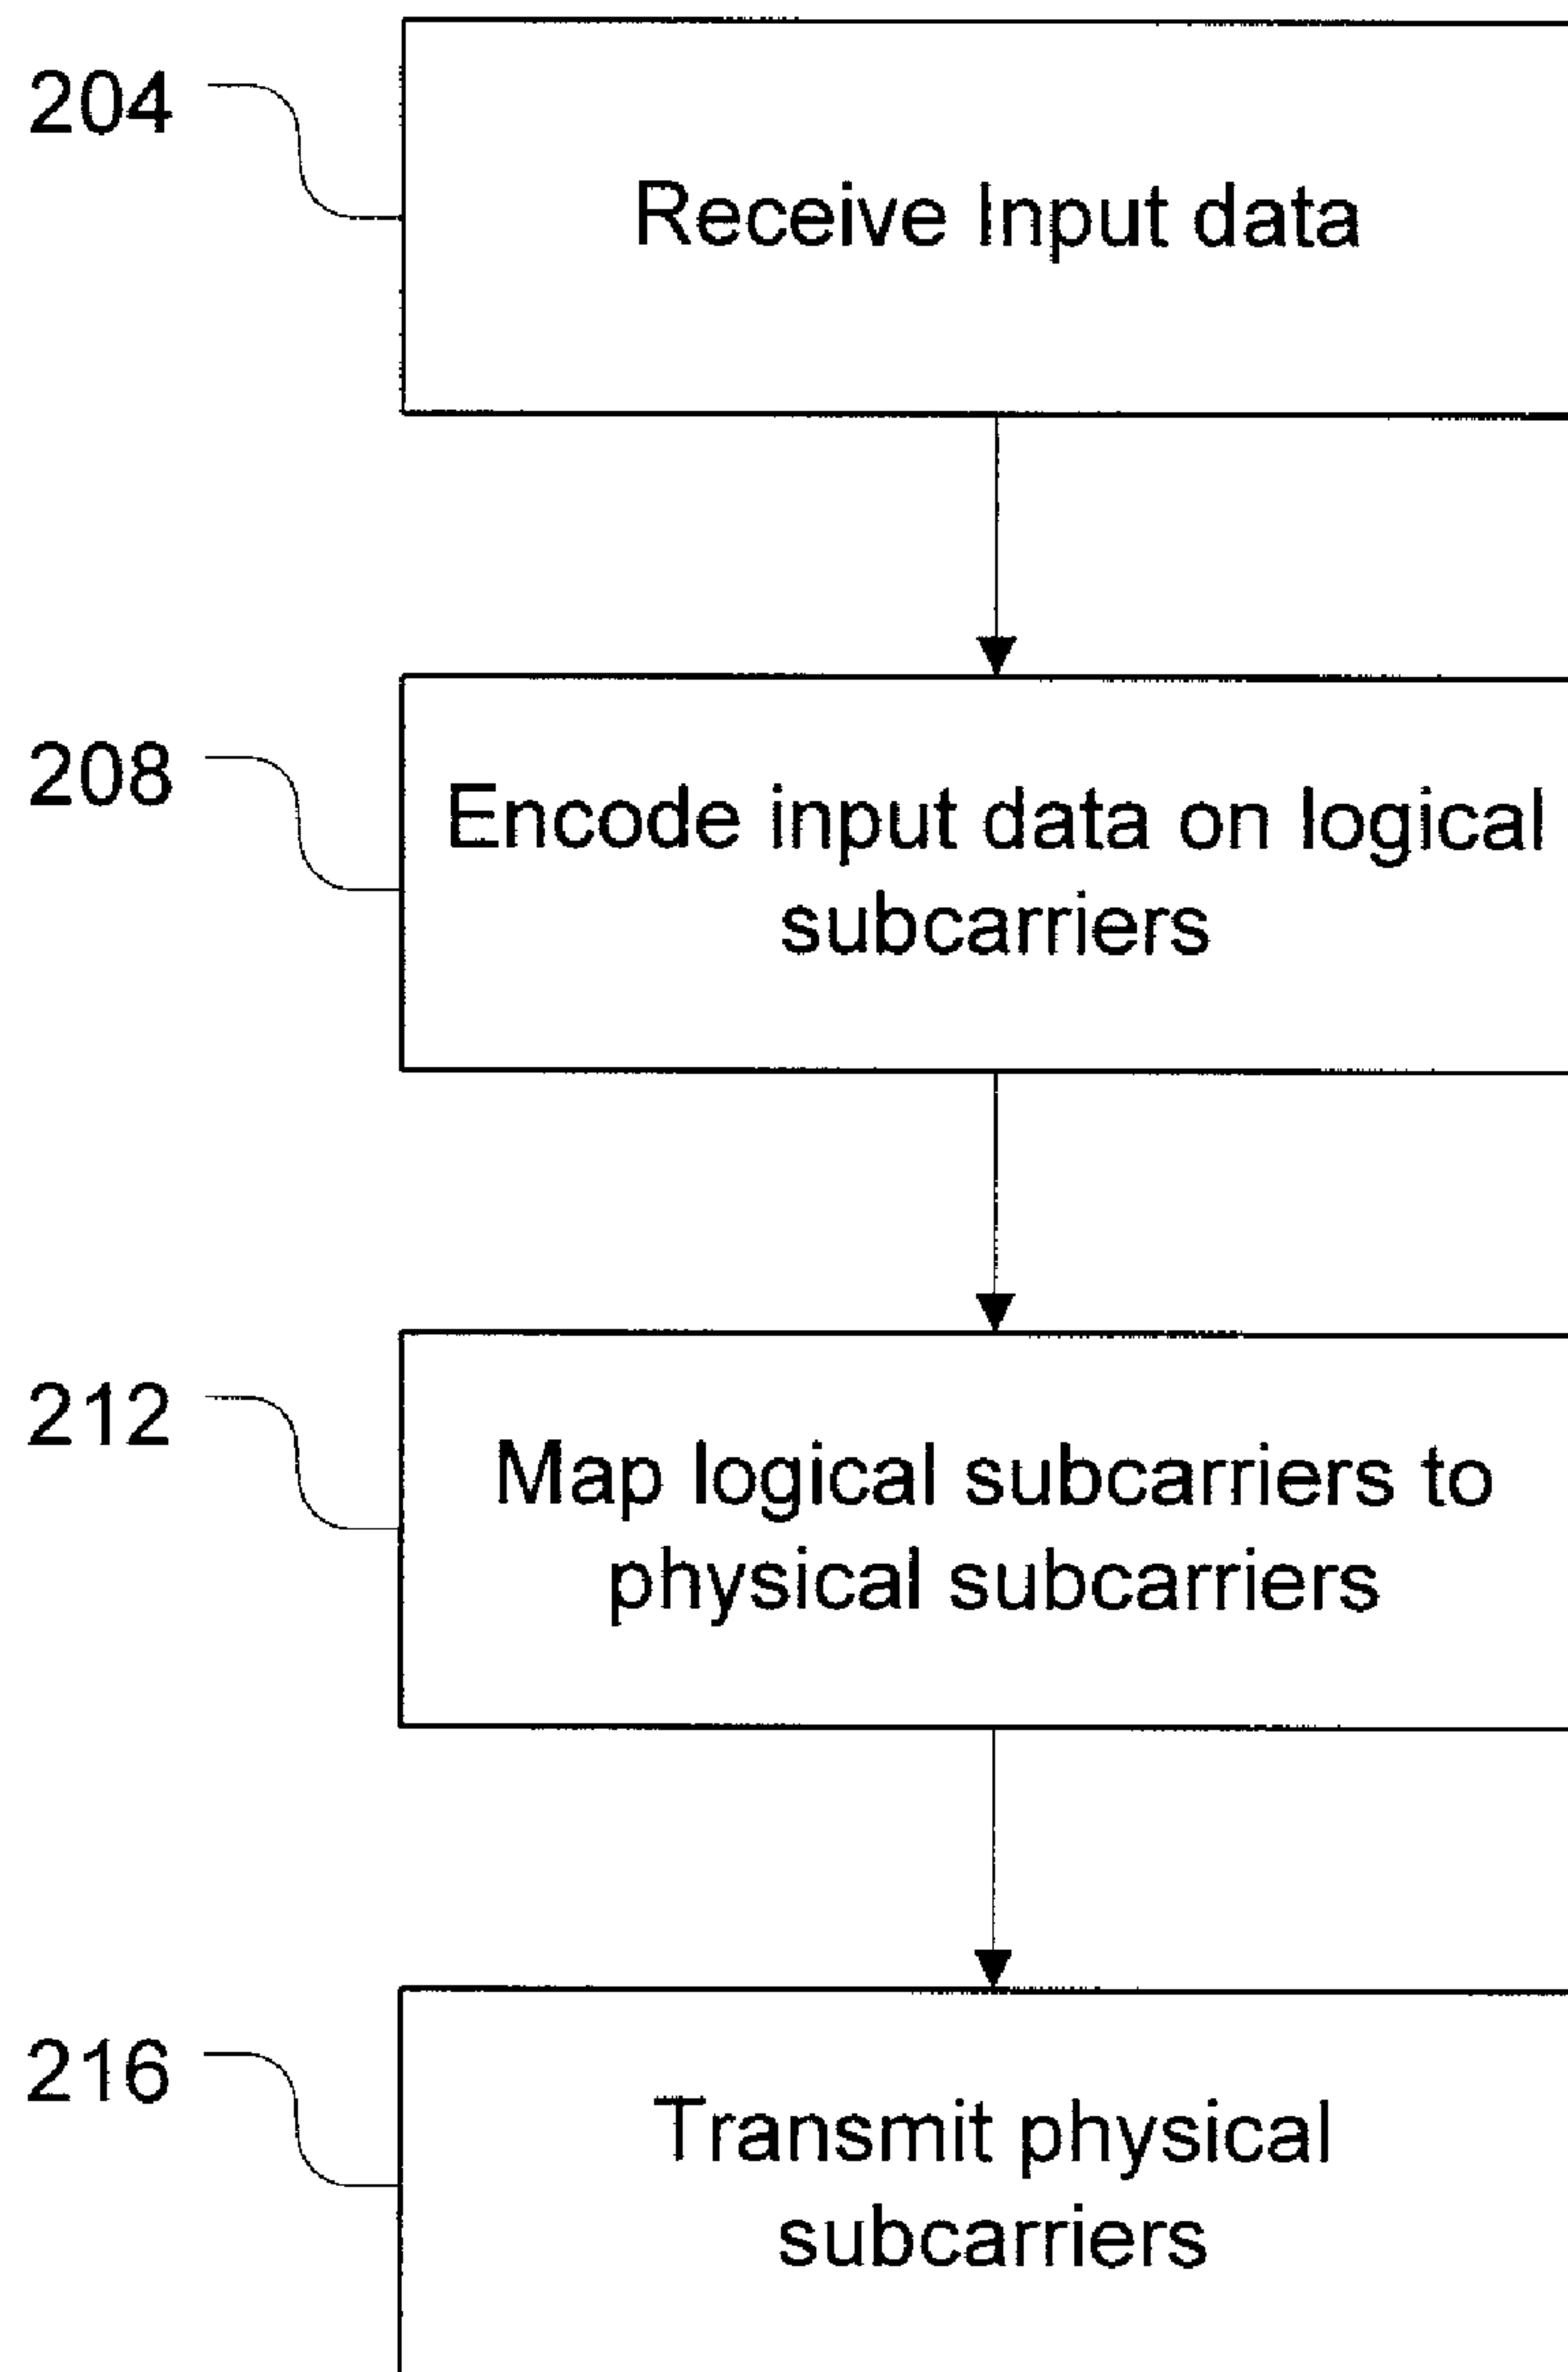 204
Receive Input data
208
Encode input data on logical
subcarriers
212
Map logical subcarriers to
physical subcarriers
216
Transmit physical
subcarriers